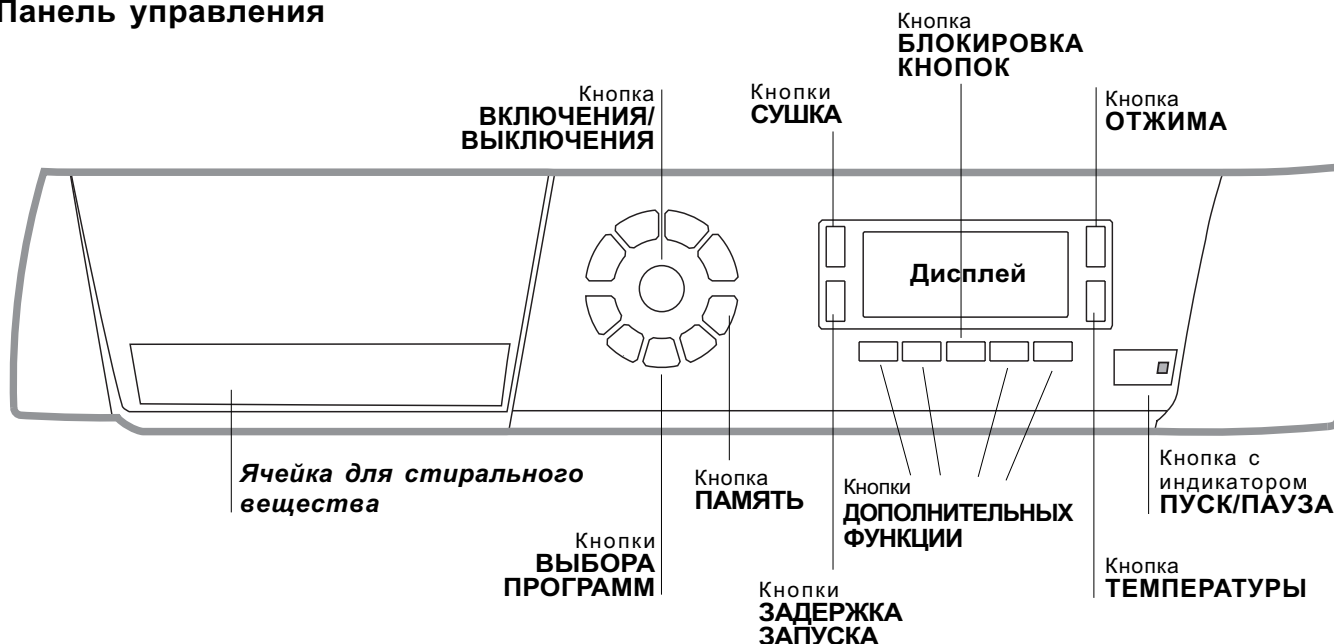 Панель управления
Кнопка
БЛОКИРОВКА
КНОПОК
Кнопка
ВКЛЮЧЕНИЯ/
ВЫКЛЮЧЕНИЯ
Кнопки
СУШКА
Кнопка
ОТЖИМА
Дисплей
Ячейка для стирального
вещества
Кнопка
ПАМЯТЬ
Кнопки
ДОПОЛНИТЕЛЬНЫХ
ФУНКЦИИ
Кнопка с
индикатором
ПУСК/ПАУЗА
Кнопки
ВЫБОРА
ПРОГРАММ
Кнопки
ЗАДЕРЖКА
ЗАПУСКА
Кнопка
ТЕМПЕРАТУРЫ